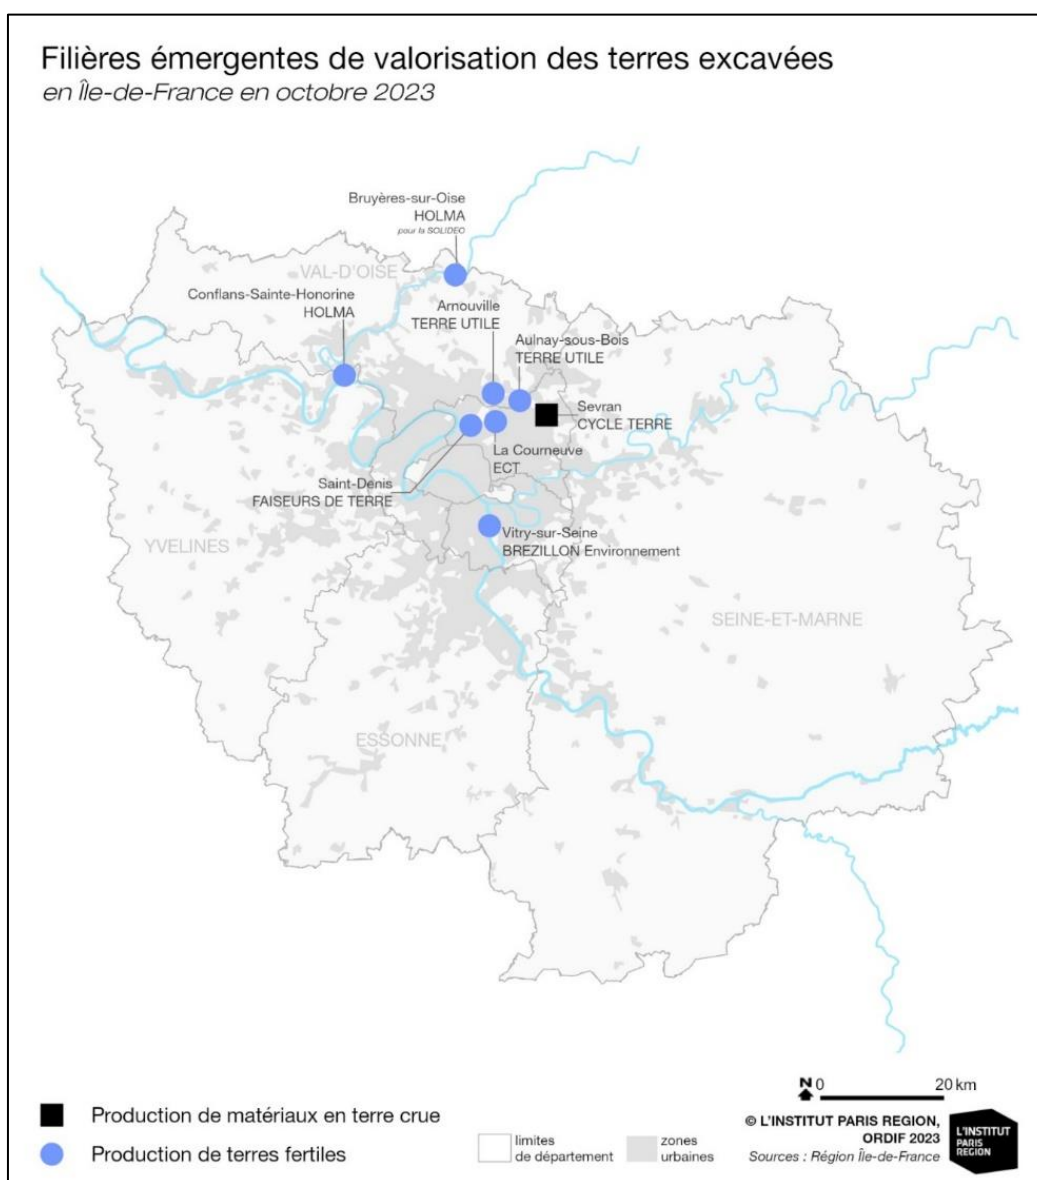 Filières émergentes de valorisation des terres excavées
en Île-de-France en octobre 2023
Bruyères-sur-Oise
HOLMA
pour la SOLIDEO
VAL-D'OISE
Conflans-Sainte-Honorine
HOLMA
Arnouville
TERRE UTILE
Aulnay-sous-Bois
TERRE UTILE
Sevran
CYCLE TERRE
La Courneuve
ECT
Saint-Denis
FAISEURS DE TERRE
Vitry-sur-Seine
BREZILLON Environnement
YVELINES
SEINE-ET-MARNE
ESSONNE
N 0 20 km
Production de matériaux en terre crue
Production de terres fertiles
limites
de département
zones
urbaines
© L'INSTITUT PARIS REGION,
ORDIF 2023
Sources : Région Île-de-France
L'INSTITUT
PARIS
REGION